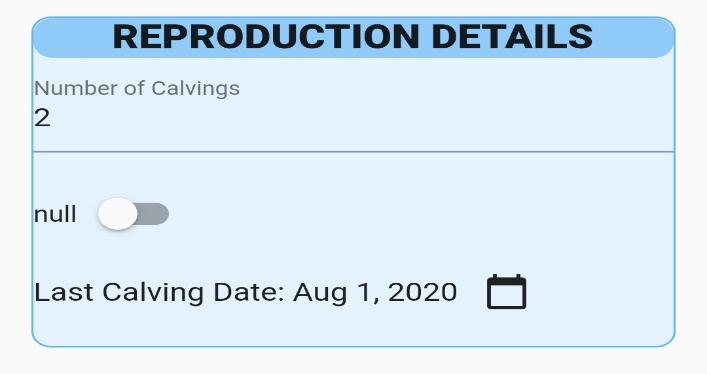 REPRODUCTION DETAILS
Number of Calvings
2
null
Last Calving Date: Aug 1, 2020